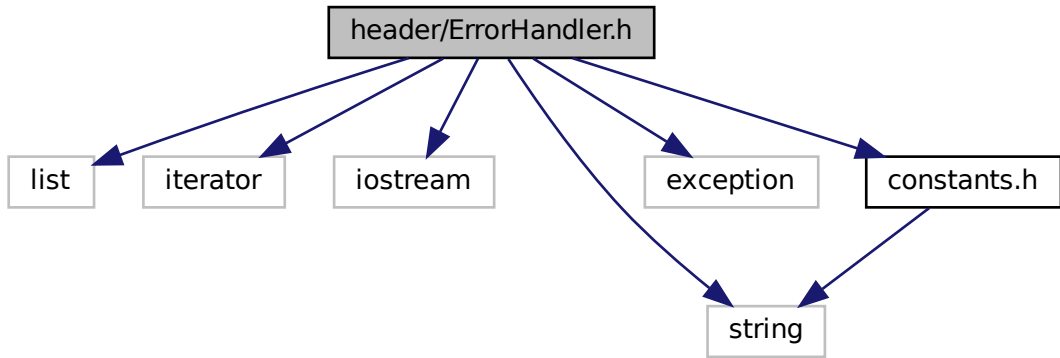 header/ErrorHandler.h
list
iterator
iostream
exception
constants.h
string